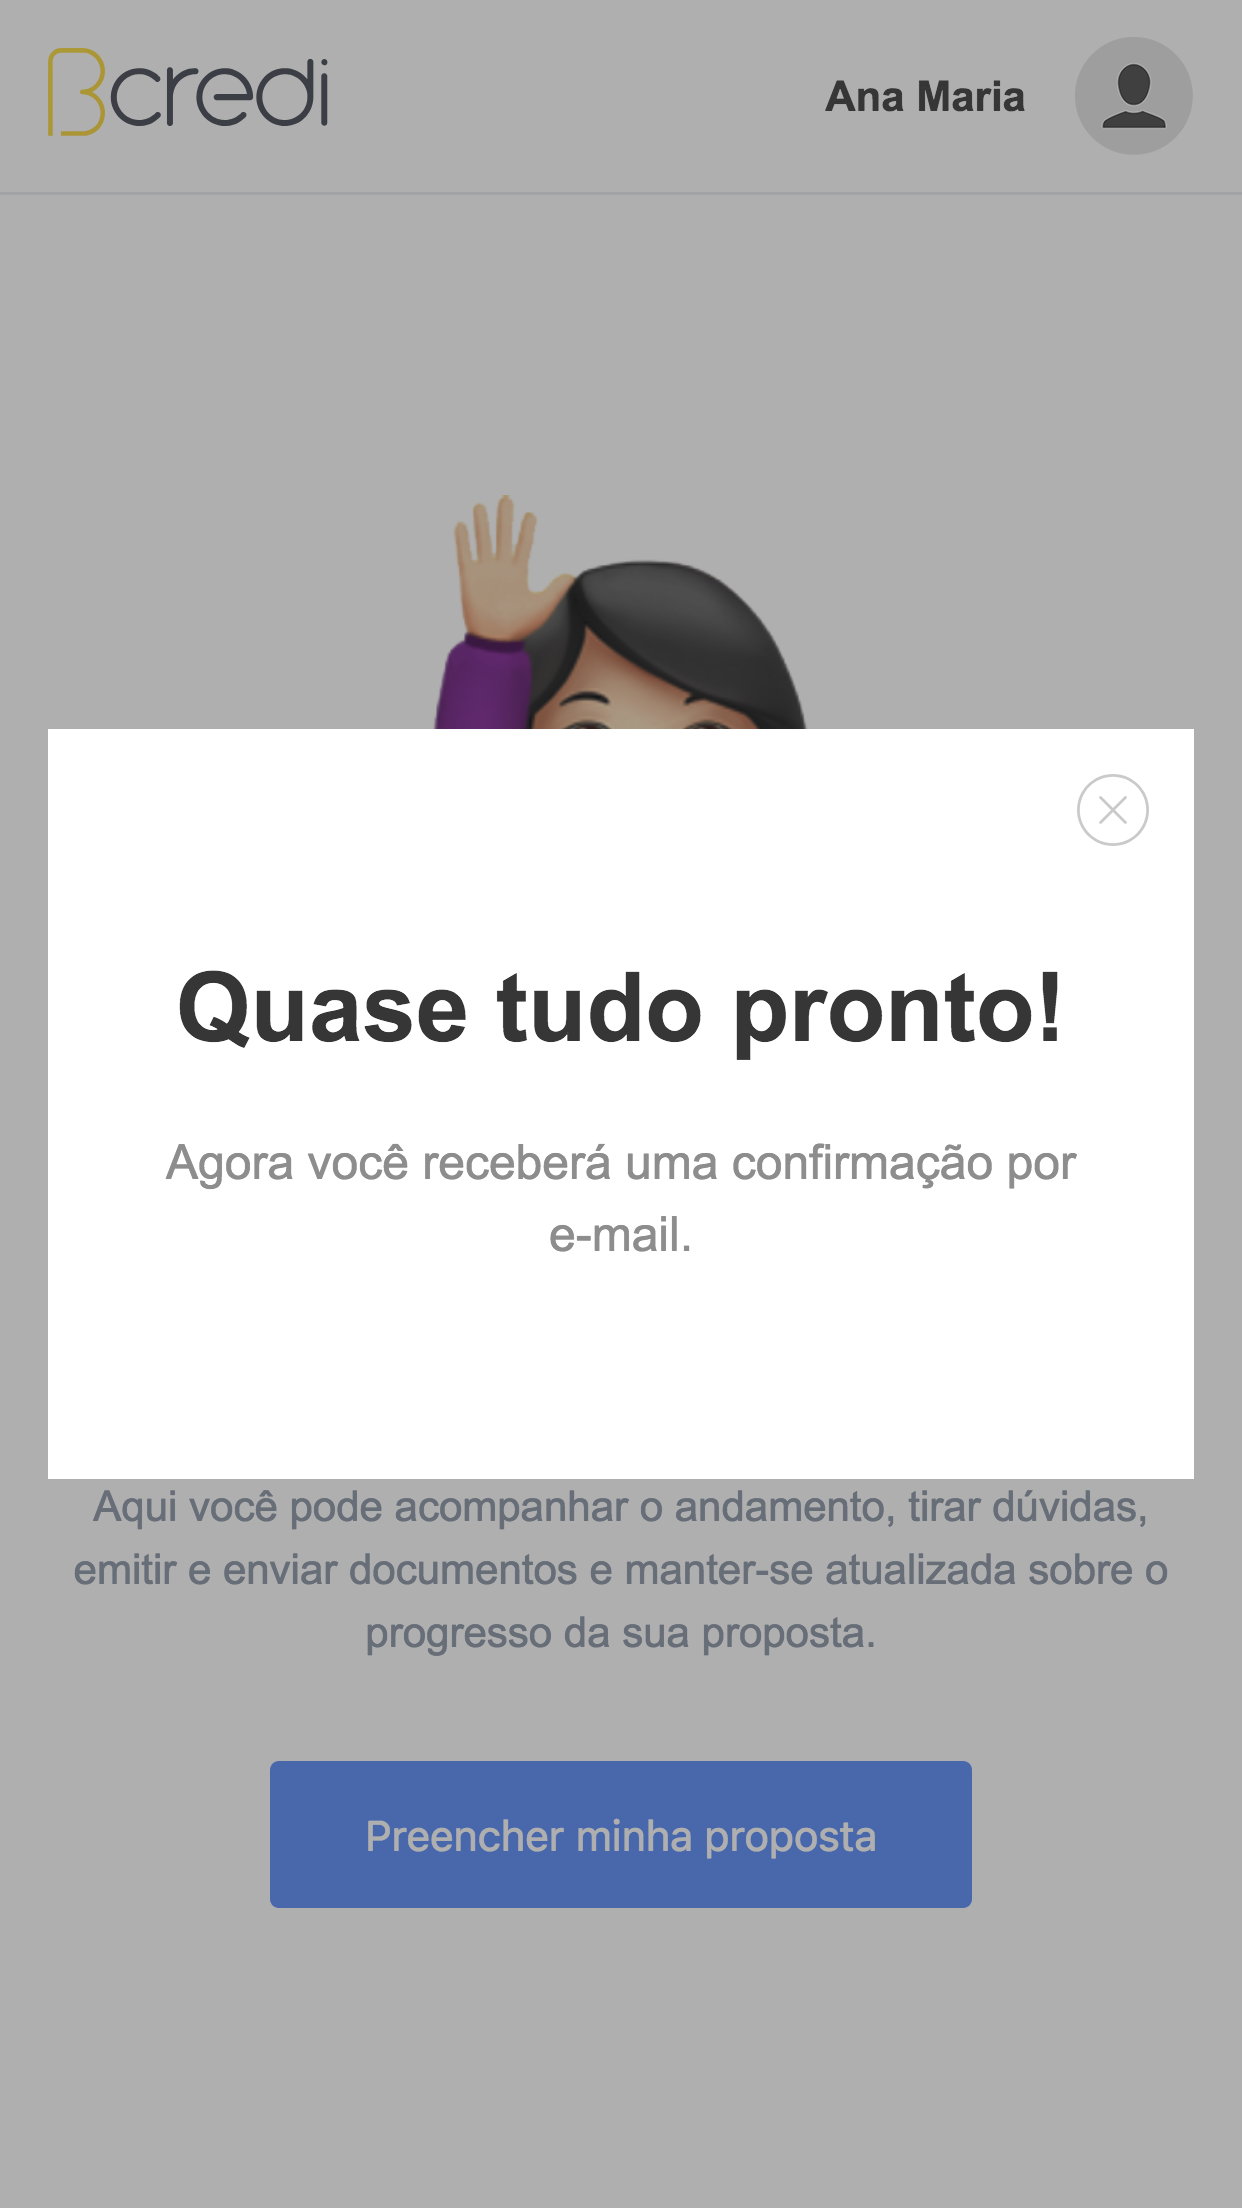 Bcredi
Ana Maria
Quase tudo pronto!
Agora você receberá uma confirmação por
e-mail.
Aqui você pode acompanhar o andamento, tirar dúvidas,
emitir e enviar documentos e manter-se atualizada sobre o
progresso da sua proposta.
Preencher minha proposta